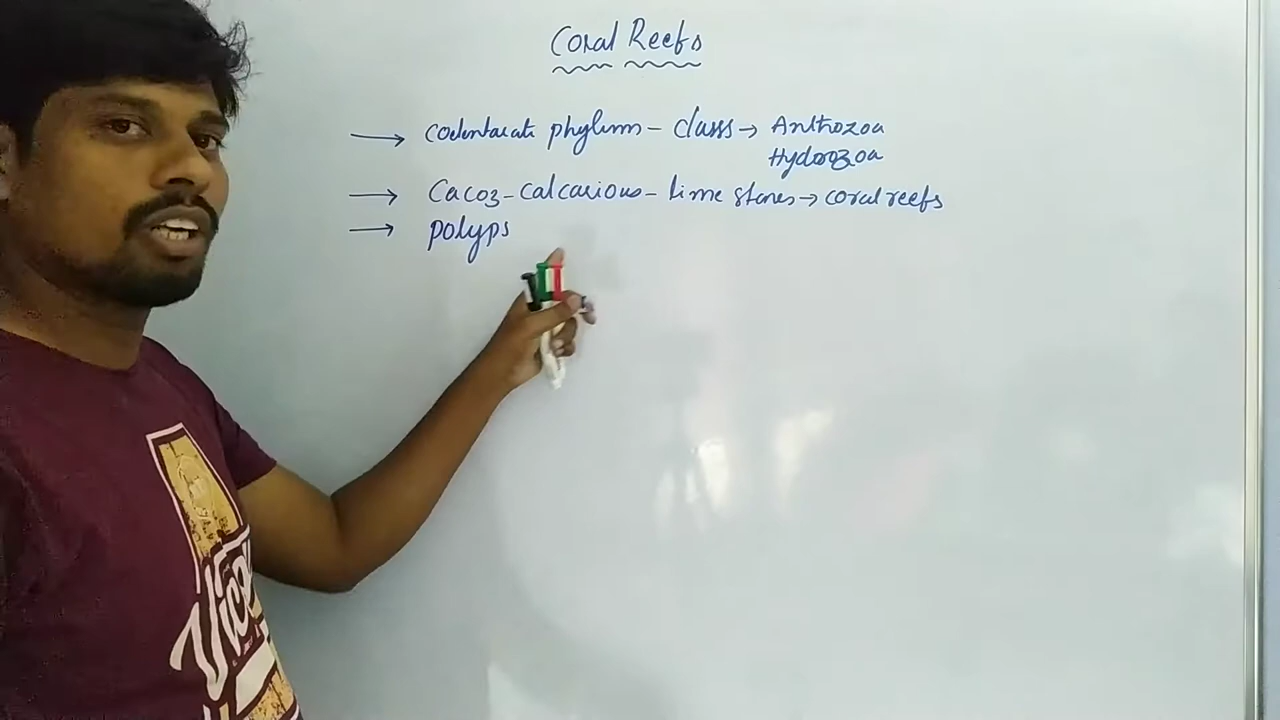 Coral Reefs
→ coelentarate phylum - class → Anthozoa
Hydrozoa
→ Caco3 - calcarious - lime stones → coral reefs
→ polyps